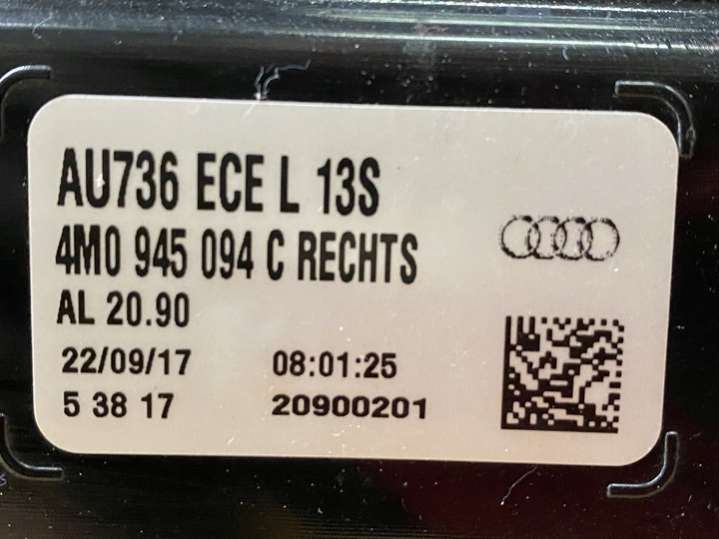 AU736 ECE L 13S
4M0 945 094 C RECHTS
AL 20.90
22/09/17 08:01:25
5 38 17 20900201